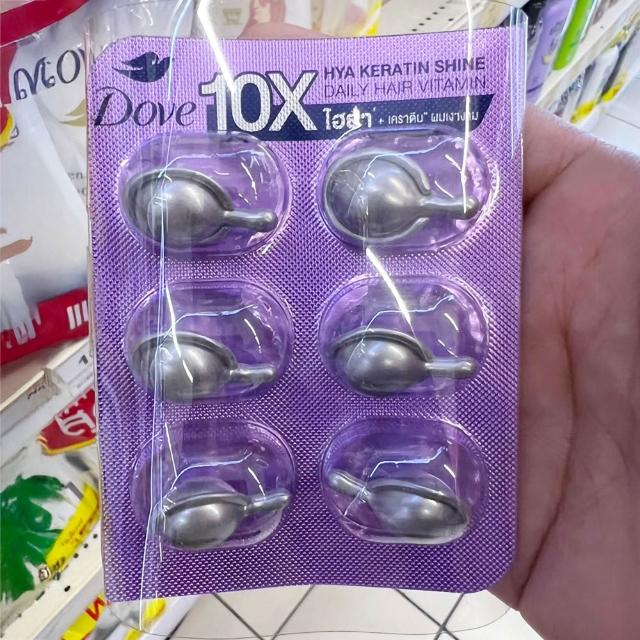 Dove
10X
HYA KERATIN SHINE
DAILY HAIR VITAMIN
ไฮยา + เคราติน* ผมเงางาม